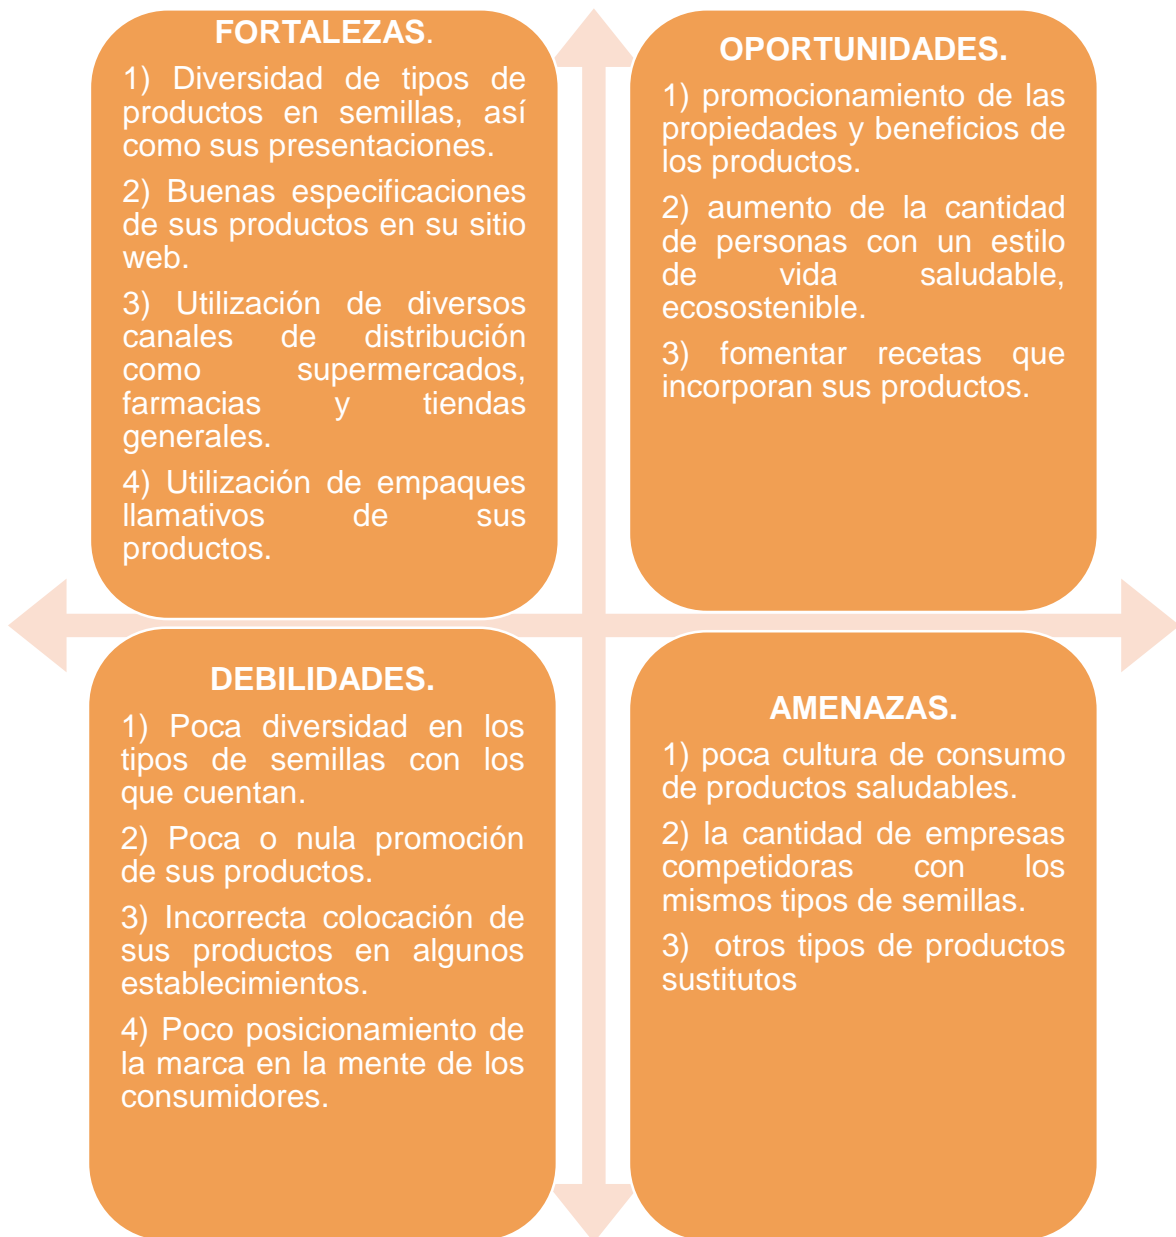 FORTALEZAS.
1) Diversidad de tipos de
productos en semillas, así
como sus presentaciones.
2) Buenas especificaciones
de sus productos en su sitio
web.
3) Utilización de diversos
canales de distribución
como supermercados,
farmacias y tiendas
generales.
4) Utilización de empaques
llamativos de sus
productos.
OPORTUNIDADES.
1) promocionamiento de las
propiedades y beneficios de
los productos.
2) aumento de la cantidad
de personas con un estilo
de vida saludable,
ecosostenible.
3) fomentar recetas que
incorporan sus productos.
DEBILIDADES.
1) Poca diversidad en los
tipos de semillas con los
que cuentan.
2) Poca o nula promoción
de sus productos.
3) Incorrecta colocación de
sus productos en algunos
establecimientos.
4) Poco posicionamiento de
la marca en la mente de los
consumidores.
AMENAZAS.
1) poca cultura de consumo
de productos saludables.
2) la cantidad de empresas
competidoras con los
mismos tipos de semillas.
3) otros tipos de productos
sustitutos